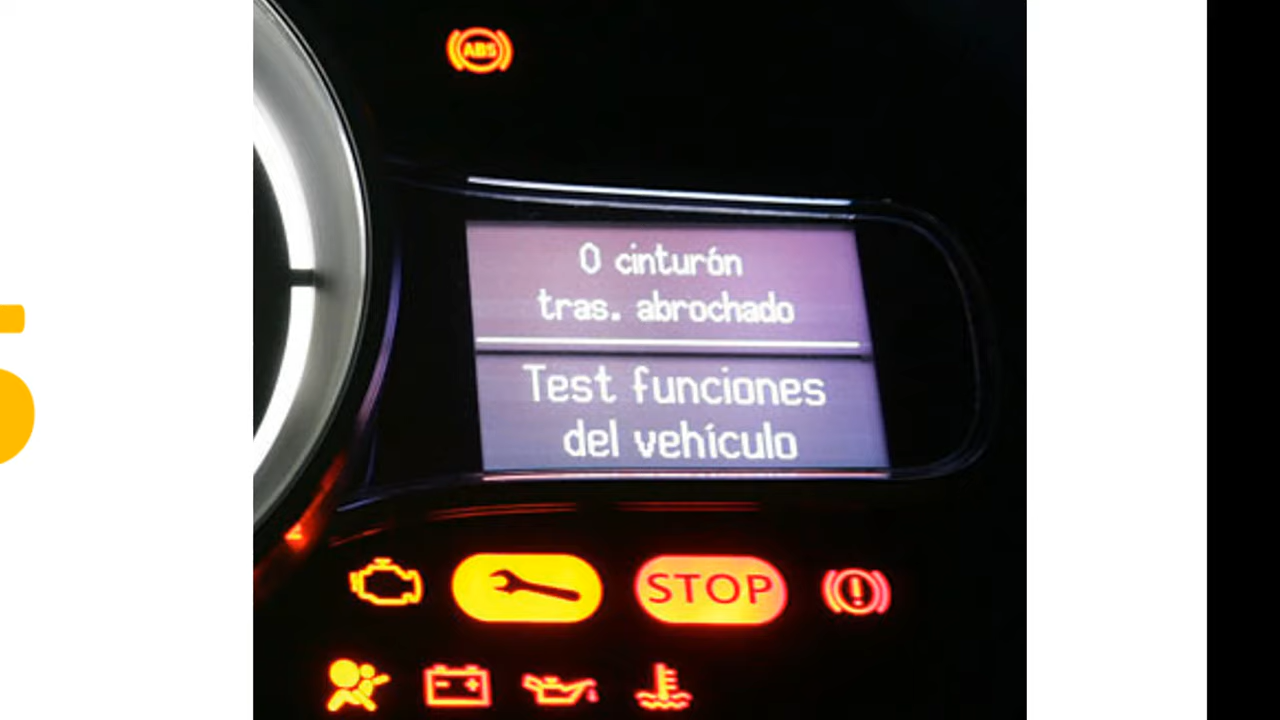 ABS
0 cinturón
tras. abrochado
Test funciones
del vehículo
STOP